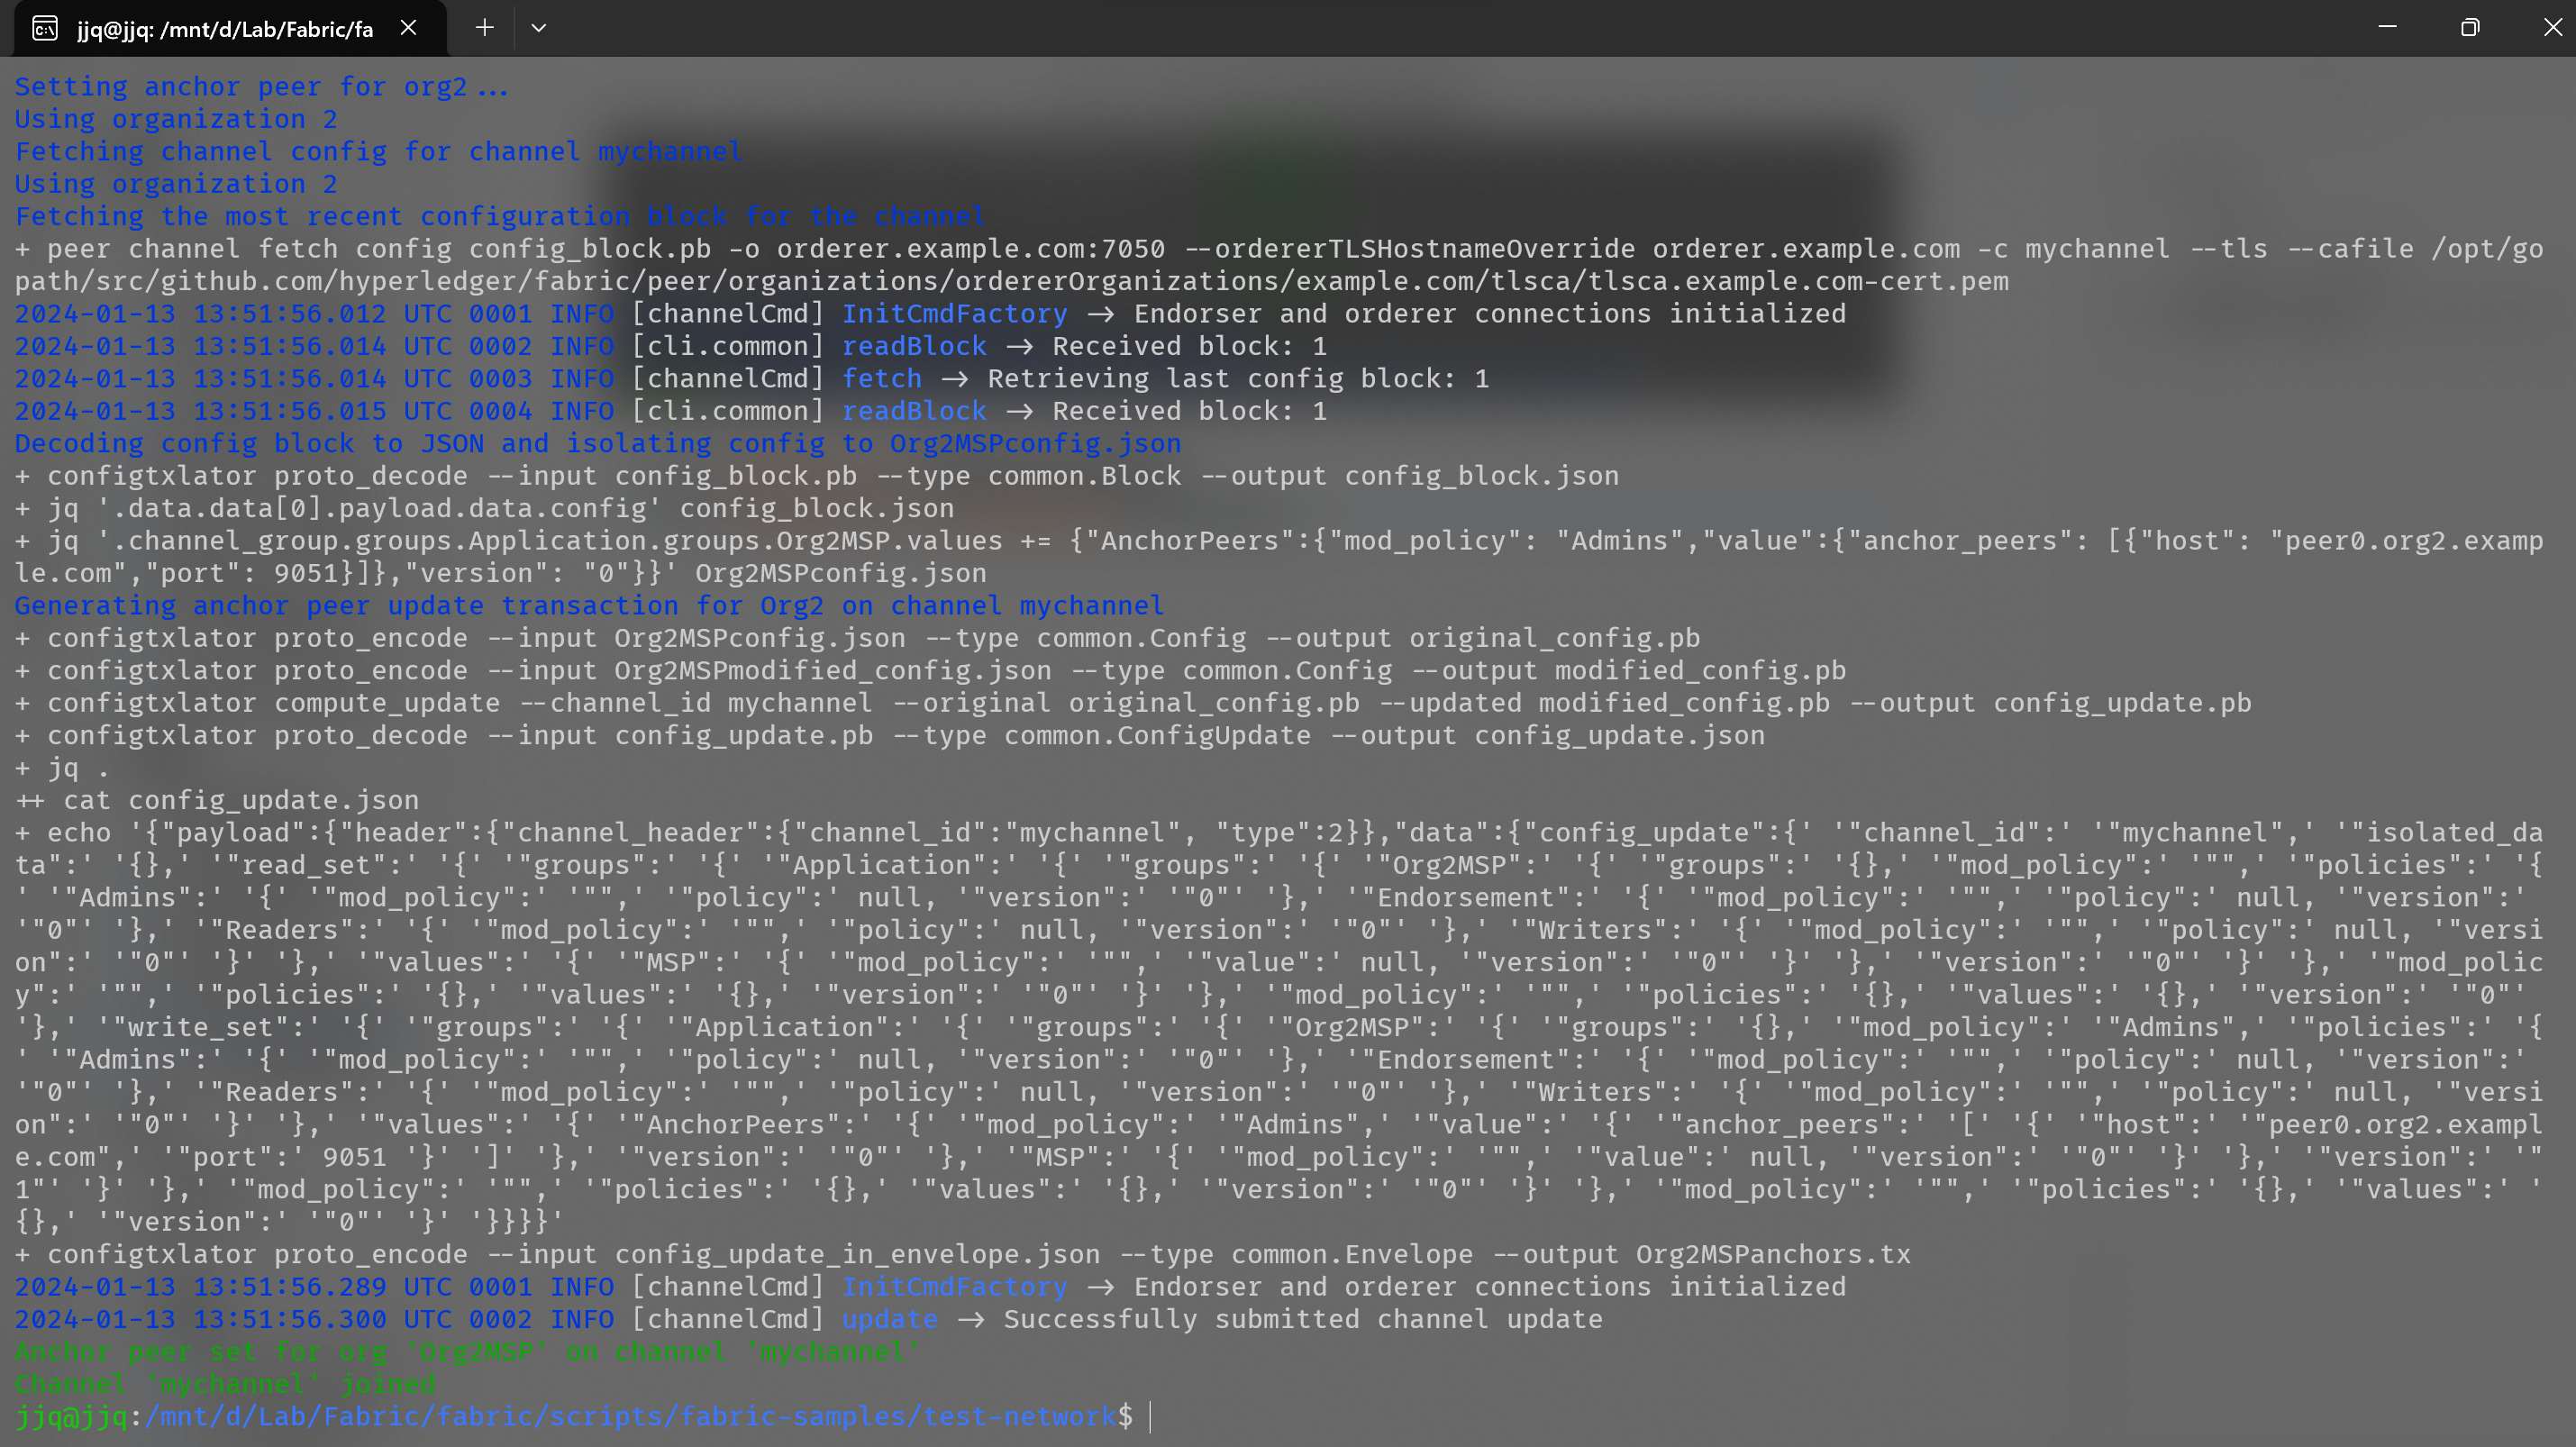 jjq@jjq: /mnt/d/Lab/Fabric/fa
Setting anchor peer for org2...
Using organization 2
Fetching channel config for channel mychannel
Using organization 2
Fetching the most recent configuration block for the channel
+ peer channel fetch config config_block.pb -o orderer.example.com:7050 --ordererTLSHostnameOverride orderer.example.com -c mychannel --tls --cafile /opt/go
path/src/github.com/hyperledger/fabric/peer/organizations/ordererOrganizations/example.com/tlsca/tlsca.example.com-cert.pem
2024-01-13 13:51:56.012 UTC 0001 INFO [channelCmd] InitCmdFactory -> Endorser and orderer connections initialized
2024-01-13 13:51:56.014 UTC 0002 INFO [cli.common] readBlock -> Received block: 1
2024-01-13 13:51:56.014 UTC 0003 INFO [channelCmd] fetch -> Retrieving last config block: 1
2024-01-13 13:51:56.015 UTC 0004 INFO [cli.common] readBlock -> Received block: 1
Decoding config block to JSON and isolating config to Org2MSPconfig.json
+ configtxlator proto_decode --input config_block.pb --type common.Block --output config_block.json
+ jq '.data.data[0].payload.data.config' config_block.json
+ jq '.channel_group.groups.Application.groups.Org2MSP.values += {"AnchorPeers":{"mod_policy": "Admins","value":{"anchor_peers": [{"host": "peer0.org2.examp
le.com","port": 9051}]},"version": "0"}}' Org2MSPconfig.json
Generating anchor peer update transaction for Org2 on channel mychannel
+ configtxlator proto_encode --input Org2MSPconfig.json --type common.Config --output original_config.pb
+ configtxlator proto_encode --input Org2MSPmodified_config.json --type common.Config --output modified_config.pb
+ configtxlator compute_update --channel_id mychannel --original original_config.pb --updated modified_config.pb --output config_update.pb
+ configtxlator proto_decode --input config_update.pb --type common.ConfigUpdate --output config_update.json
+ jq .
++ cat config_update.json
+ echo '{"payload":{"header":{"channel_header":{"channel_id":"mychannel", "type":2}},"data":{"config_update":{' '"channel_id":' '"mychannel",' '"isolated_da
ta":' '{},' '"read_set":' '{' '"groups":' '{' '"Application":' '{' '"groups":' '{' '"Org2MSP":' '{' '"groups":' '{},' '"mod_policy":' '"",' '"policies":' '{
' '"Admins":' '{' '"mod_policy":' '"",' '"policy":' null, '"version":' '"0"' '},' '"Endorsement":' '{' '"mod_policy":' '"",' '"policy":' null, '"version":'
'"0"' '},' '"Readers":' '{' '"mod_policy":' '"",' '"policy":' null, '"version":' '"0"' '},' '"Writers":' '{' '"mod_policy":' '"",' '"policy":' null, '"versi
on":' '"0"' '}' '},' '"values":' '{' '"MSP":' '{' '"mod_policy":' '"",' '"value":' null, '"version":' '"0"' '}' '},' '"version":' '"0"' '}' '},' '"mod_polic
y":' '"",' '"policies":' '{},' '"values":' '{},' '"version":' '"0"' '}' '},' '"mod_policy":' '"",' '"policies":' '{},' '"values":' '{},' '"version":' '"0"'
'},' '"write_set":' '{' '"groups":' '{' '"Application":' '{' '"groups":' '{' '"Org2MSP":' '{' '"groups":' '{},' '"mod_policy":' '"Admins",' '"policies":' '{
' '"Admins":' '{' '"mod_policy":' '"",' '"policy":' null, '"version":' '"0"' '},' '"Endorsement":' '{' '"mod_policy":' '"",' '"policy":' null, '"version":'
'"0"' '},' '"Readers":' '{' '"mod_policy":' '"",' '"policy":' null, '"version":' '"0"' '},' '"Writers":' '{' '"mod_policy":' '"",' '"policy":' null, '"versi
on":' '"0"' '}' '},' '"values":' '{' '"AnchorPeers":' '{' '"mod_policy":' '"Admins",' '"value":' '{' '"anchor_peers":' '[' '{' '"host":' '"peer0.org2.exampl
e.com",' '"port":' 9051 '}' ']' '},' '"version":' '"0"' '},' '"MSP":' '{' '"mod_policy":' '"",' '"value":' null, '"version":' '"0"' '}' '},' '"version":' '"
1"' '}' '},' '"mod_policy":' '"",' '"policies":' '{},' '"values":' '{},' '"version":' '"0"' '}' '},' '"mod_policy":' '"",' '"policies":' '{},' '"values":' '
{},' '"version":' '"0"' '}' '}}}}'
+ configtxlator proto_encode --input config_update_in_envelope.json --type common.Envelope --output Org2MSPanchors.tx
2024-01-13 13:51:56.289 UTC 0001 INFO [channelCmd] InitCmdFactory -> Endorser and orderer connections initialized
2024-01-13 13:51:56.300 UTC 0002 INFO [channelCmd] update -> Successfully submitted channel update
Anchor peer set for org 'Org2MSP' on channel 'mychannel'
Channel 'mychannel' joined
jjq@jjq:/mnt/d/Lab/Fabric/fabric/scripts/fabric-samples/test-network$